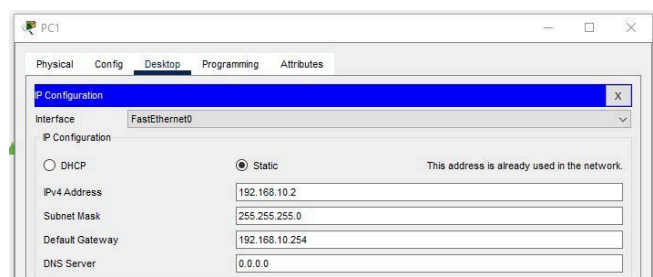 PC1
Physical Config Desktop Programming Attributes
IP Configuration X
Interface FastEthernet0
IP Configuration
DHCP Static This address is already used in the network.
IPv4 Address 192.168.10.2
Subnet Mask 255.255.255.0
Default Gateway 192.168.10.254
DNS Server 0.0.0.0